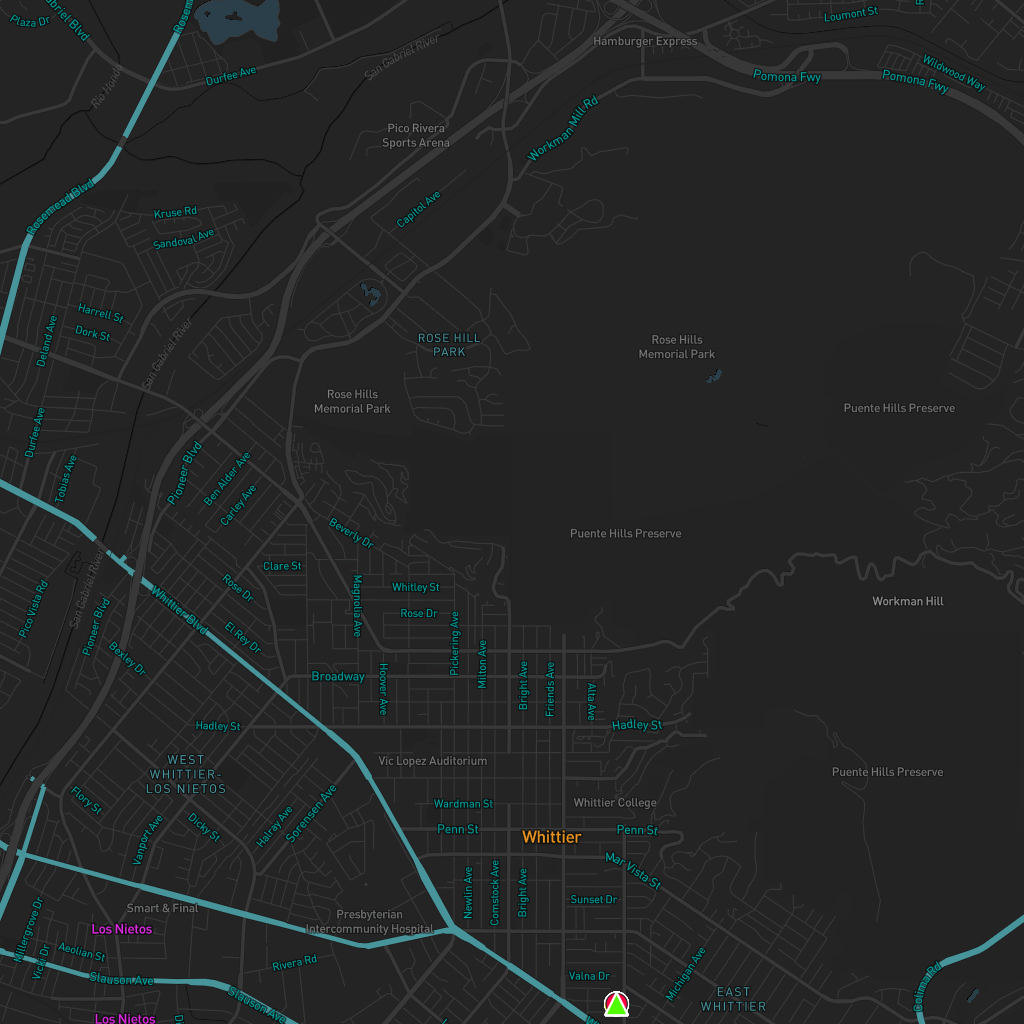 Plaza Dr
Gabriel Blvd
Rosem
Loumont St
Hamburger Express
San Gabriel River
Durfee Ave
Pomona Fwy
Pomona Fwy
Wildwood Way
Rio Hondo
Workman Mill Rd
Pico Rivera
Sports Arena
Rosemead Blvd
Capitol Ave
Kruse Rd
Sandoval Ave
Harrell St
Dork St
Deland Ave
San Gabriel River
ROSE HILL
PARK
Rose Hills
Memorial Park
Rose Hills
Memorial Park
Puente Hills Preserve
Durfee Ave
Tobias Ave
Pioneer Blvd
Ben Alder Ave
Carley Ave
Beverly Dr
Puente Hills Preserve
Clare St
Whitley St
Rose Dr
Rose Dr
Magnolia Ave
Workman Hill
Pico Vista Rd
San Gabriel River
Pioneer Blvd
Whittier Blvd
El Rey Dr
Bexley Dr
Pickering Ave
Milton Ave
Broadway
Hoover Ave
Bright Ave
Friends Ave
Alta Ave
Hadley St
Hadley St
WEST
WHITTIER-
LOS NIETOS
Vic Lopez Auditorium
Puente Hills Preserve
Flory St
Vanport Ave
Dicky St
Halray Ave
Sorensen Ave
Wardman St
Whittier College
Penn St
Whittier
Penn St
Mar Vista St
Newlin Ave
Comstock Ave
Bright Ave
Sunset Dr
Smart & Final
Presbyterian
Intercommunity Hospital
Los Nietos
Millergrove Dr
Vicki Dr
Aeolian St
Rivera Rd
Slauson Ave
Slauson Ave
Valna Dr
Michigan Ave
EAST
WHITTIER
Colima Rd
Los Nietos